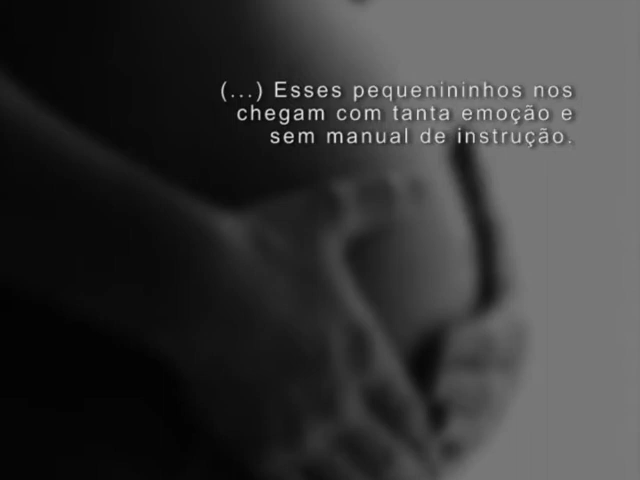 (...) Esses pequenininhos nos
chegam com tanta emoção e
sem manual de instrução.